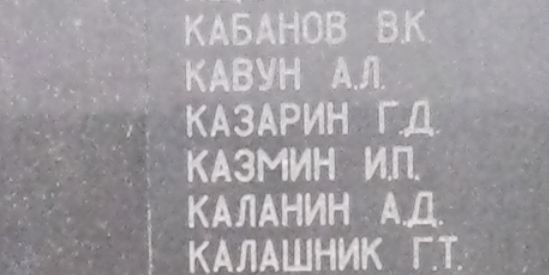 КАБАНОВ В.К.
КАВУН А.Л.
КАЗАРИН Г.Д.
КАЗМИН И.П.
КАЛАНИН А.Д.
КАЛАШНИК Г.Т.